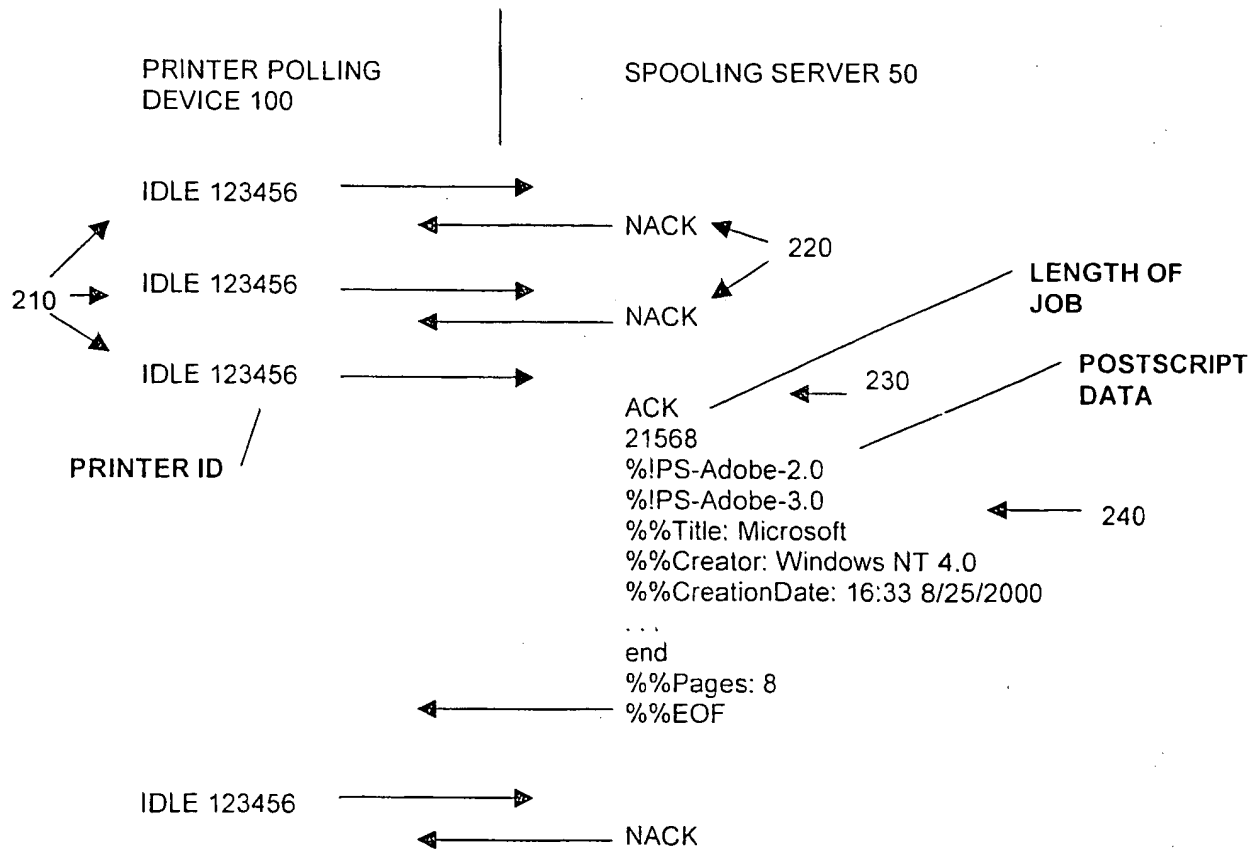 PRINTER POLLING
DEVICE 100
SPOOLING SERVER 50
IDLE 123456
NACK
220
210
IDLE 123456
NACK
LENGTH OF
JOB
IDLE 123456
230
POSTSCRIPT
DATA
ACK
21568
PRINTER ID
%!PS-Adobe-2.0
%!PS-Adobe-3.0
240
%%Title: Microsoft
%%Creator: Windows NT 4.0
%%CreationDate: 16:33 8/25/2000
...
end
%%Pages: 8
%%EOF
IDLE 123456
NACK